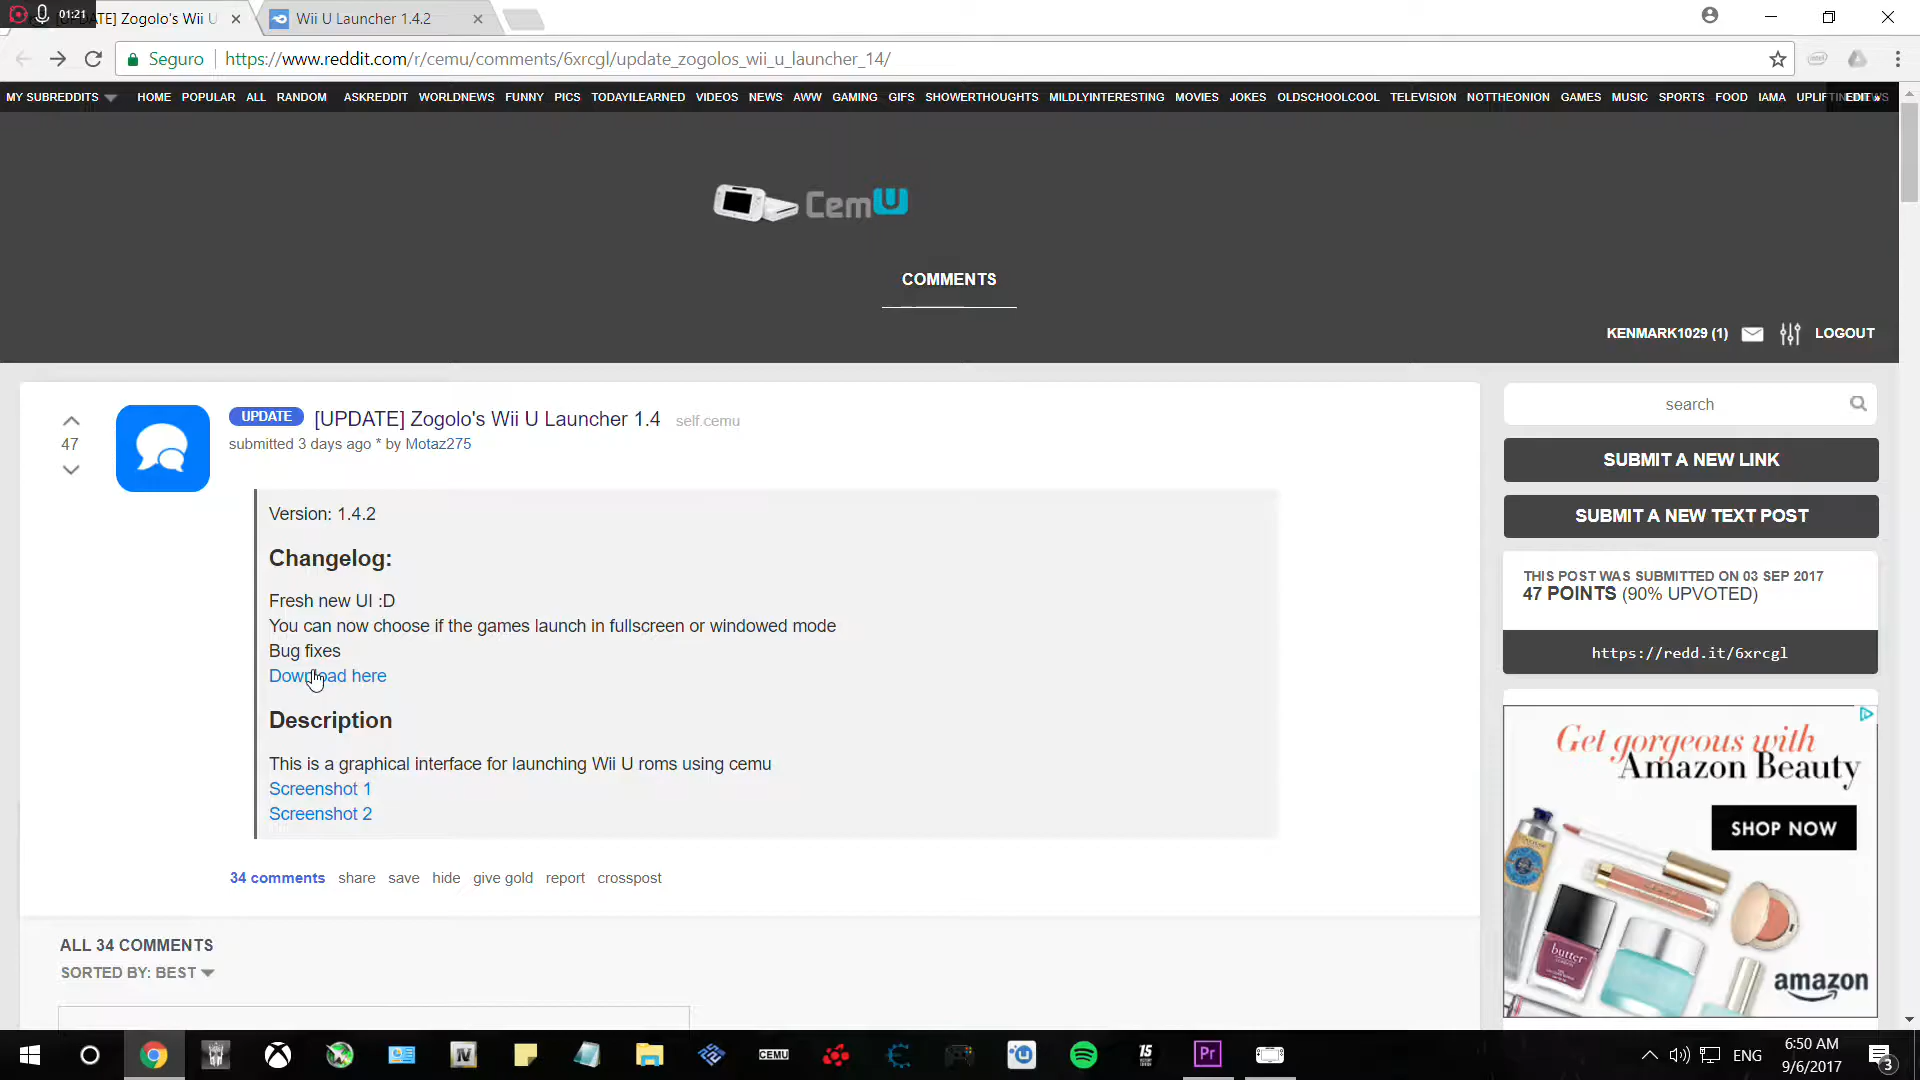 01:21
[UPDATE] Zogolo's Wii U
Wii U Launcher 1.4.2
Seguro
https://www.reddit.com/r/cemu/comments/6xrcgl/update_zogolos_wii_u_launcher_14/
MY SUBREDDITS HOME POPULAR ALL RANDOM ASKREDDIT WORLDNEWS FUNNY PICS TODAYILEARNED VIDEOS NEWS AWW GAMING GIFS SHOWERTHOUGHTS MILDLYINTERESTING MOVIES JOKES OLDSCHOOLCOOL TELEVISION NOTTHEONION GAMES MUSIC SPORTS FOOD IAMA EDIT »
CemU
COMMENTS
KENMARK1029 (1) LOGOUT
47
UPDATE [UPDATE] Zogolo's Wii U Launcher 1.4 self.cemu
submitted 3 days ago * by Motaz275
Version: 1.4.2
Changelog:
Fresh new UI :D
You can now choose if the games launch in fullscreen or windowed mode
Bug fixes
Download here
Description
This is a graphical interface for launching Wii U roms using cemu
Screenshot 1
Screenshot 2
34 comments share save hide give gold report crosspost
ALL 34 COMMENTS
SORTED BY: BEST
search
SUBMIT A NEW LINK
SUBMIT A NEW TEXT POST
THIS POST WAS SUBMITTED ON 03 SEP 2017
47 POINTS (90% UPVOTED)
https://redd.it/6xrcgl
Get gorgeous with
Amazon Beauty
SHOP NOW
butter
amazon
CEMU
15
Pr
ENG
6:50 AM
9/6/2017
3